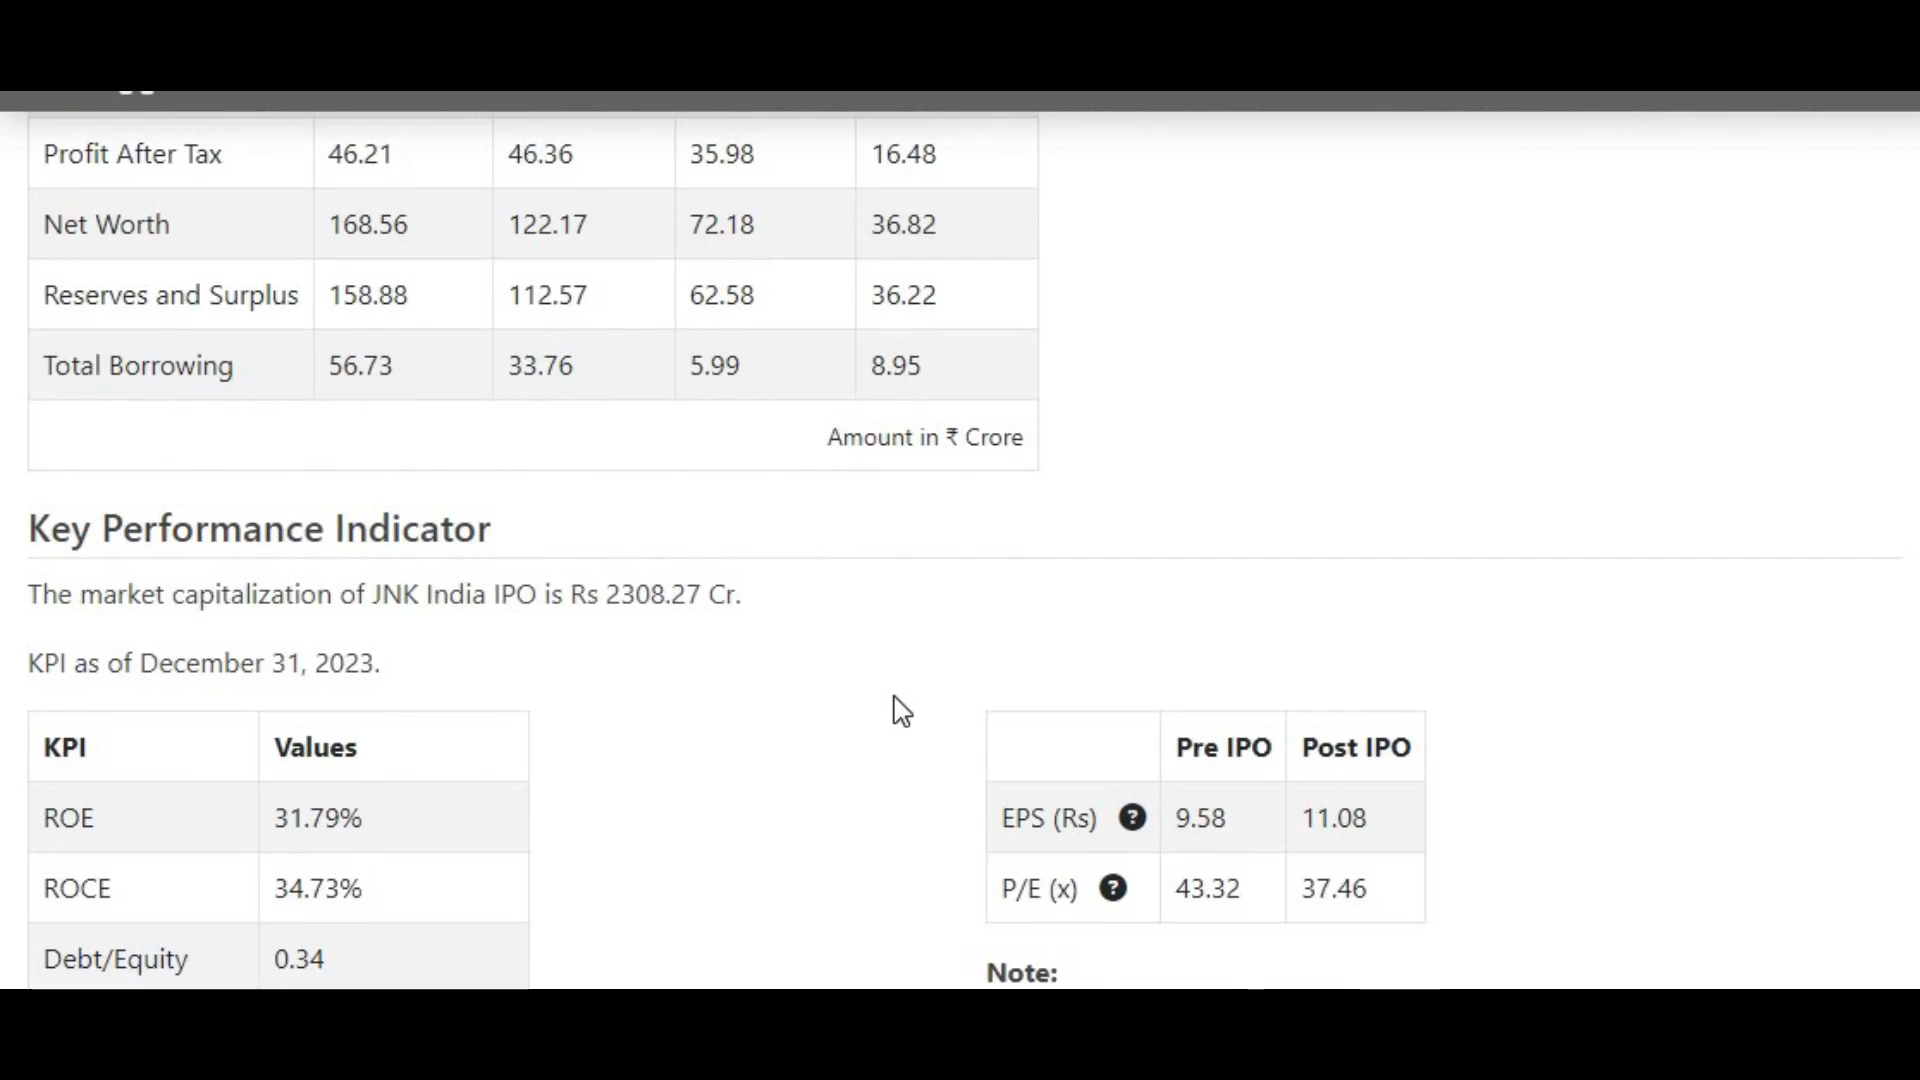 Profit After Tax 46.21 46.36 35.98 16.48
Net Worth 168.56 122.17 72.18 36.82
Reserves and Surplus 158.88 112.57 62.58 36.22
Total Borrowing 56.73 33.76 5.99 8.95
Amount in ₹ Crore
Key Performance Indicator
The market capitalization of JNK India IPO is Rs 2308.27 Cr.
KPI as of December 31, 2023.
KPI Values
ROE 31.79%
ROCE 34.73%
Debt/Equity 0.34
Pre IPO Post IPO
EPS (Rs) ? 9.58 11.08
P/E (x) ? 43.32 37.46
Note: